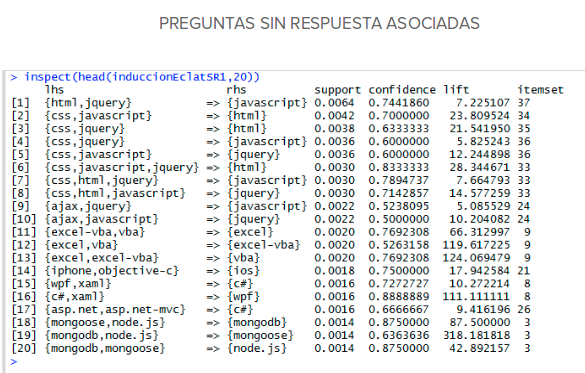 PREGUNTAS SIN RESPUESTA ASOCIADAS
> inspect(head(induccionEclatSR1,20))
lhs rhs support confidence lift itemset
[1] {html,jquery} => {javascript} 0.0064 0.7441860 7.225107 37
[2] {css,javascript} => {html} 0.0042 0.7000000 23.809524 34
[3] {css,jquery} => {html} 0.0038 0.6333333 21.541950 35
[4] {css,jquery} => {javascript} 0.0036 0.6000000 5.825243 36
[5] {css,javascript} => {jquery} 0.0036 0.6000000 12.244898 36
[6] {css,javascript,jquery} => {html} 0.0030 0.8333333 28.344671 33
[7] {css,html,jquery} => {javascript} 0.0030 0.7894737 7.664793 33
[8] {css,html,javascript} => {jquery} 0.0030 0.7142857 14.577259 33
[9] {ajax,jquery} => {javascript} 0.0022 0.5238095 5.085529 24
[10] {ajax,javascript} => {jquery} 0.0022 0.5000000 10.204082 24
[11] {excel-vba,vba} => {excel} 0.0020 0.7692308 66.312997 9
[12] {excel,vba} => {excel-vba} 0.0020 0.5263158 119.617225 9
[13] {excel,excel-vba} => {vba} 0.0020 0.7692308 124.069479 9
[14] {iphone,objective-c} => {ios} 0.0018 0.7500000 17.942584 21
[15] {wpf,xaml} => {c#} 0.0016 0.7272727 10.272214 8
[16] {c#,xaml} => {wpf} 0.0016 0.8888889 111.111111 8
[17] {asp.net,asp.net-mvc} => {c#} 0.0016 0.6666667 9.416196 26
[18] {mongoose,node.js} => {mongodb} 0.0014 0.8750000 87.500000 3
[19] {mongodb,node.js} => {mongoose} 0.0014 0.6363636 318.181818 3
[20] {mongodb,mongoose} => {node.js} 0.0014 0.8750000 42.892157 3
>